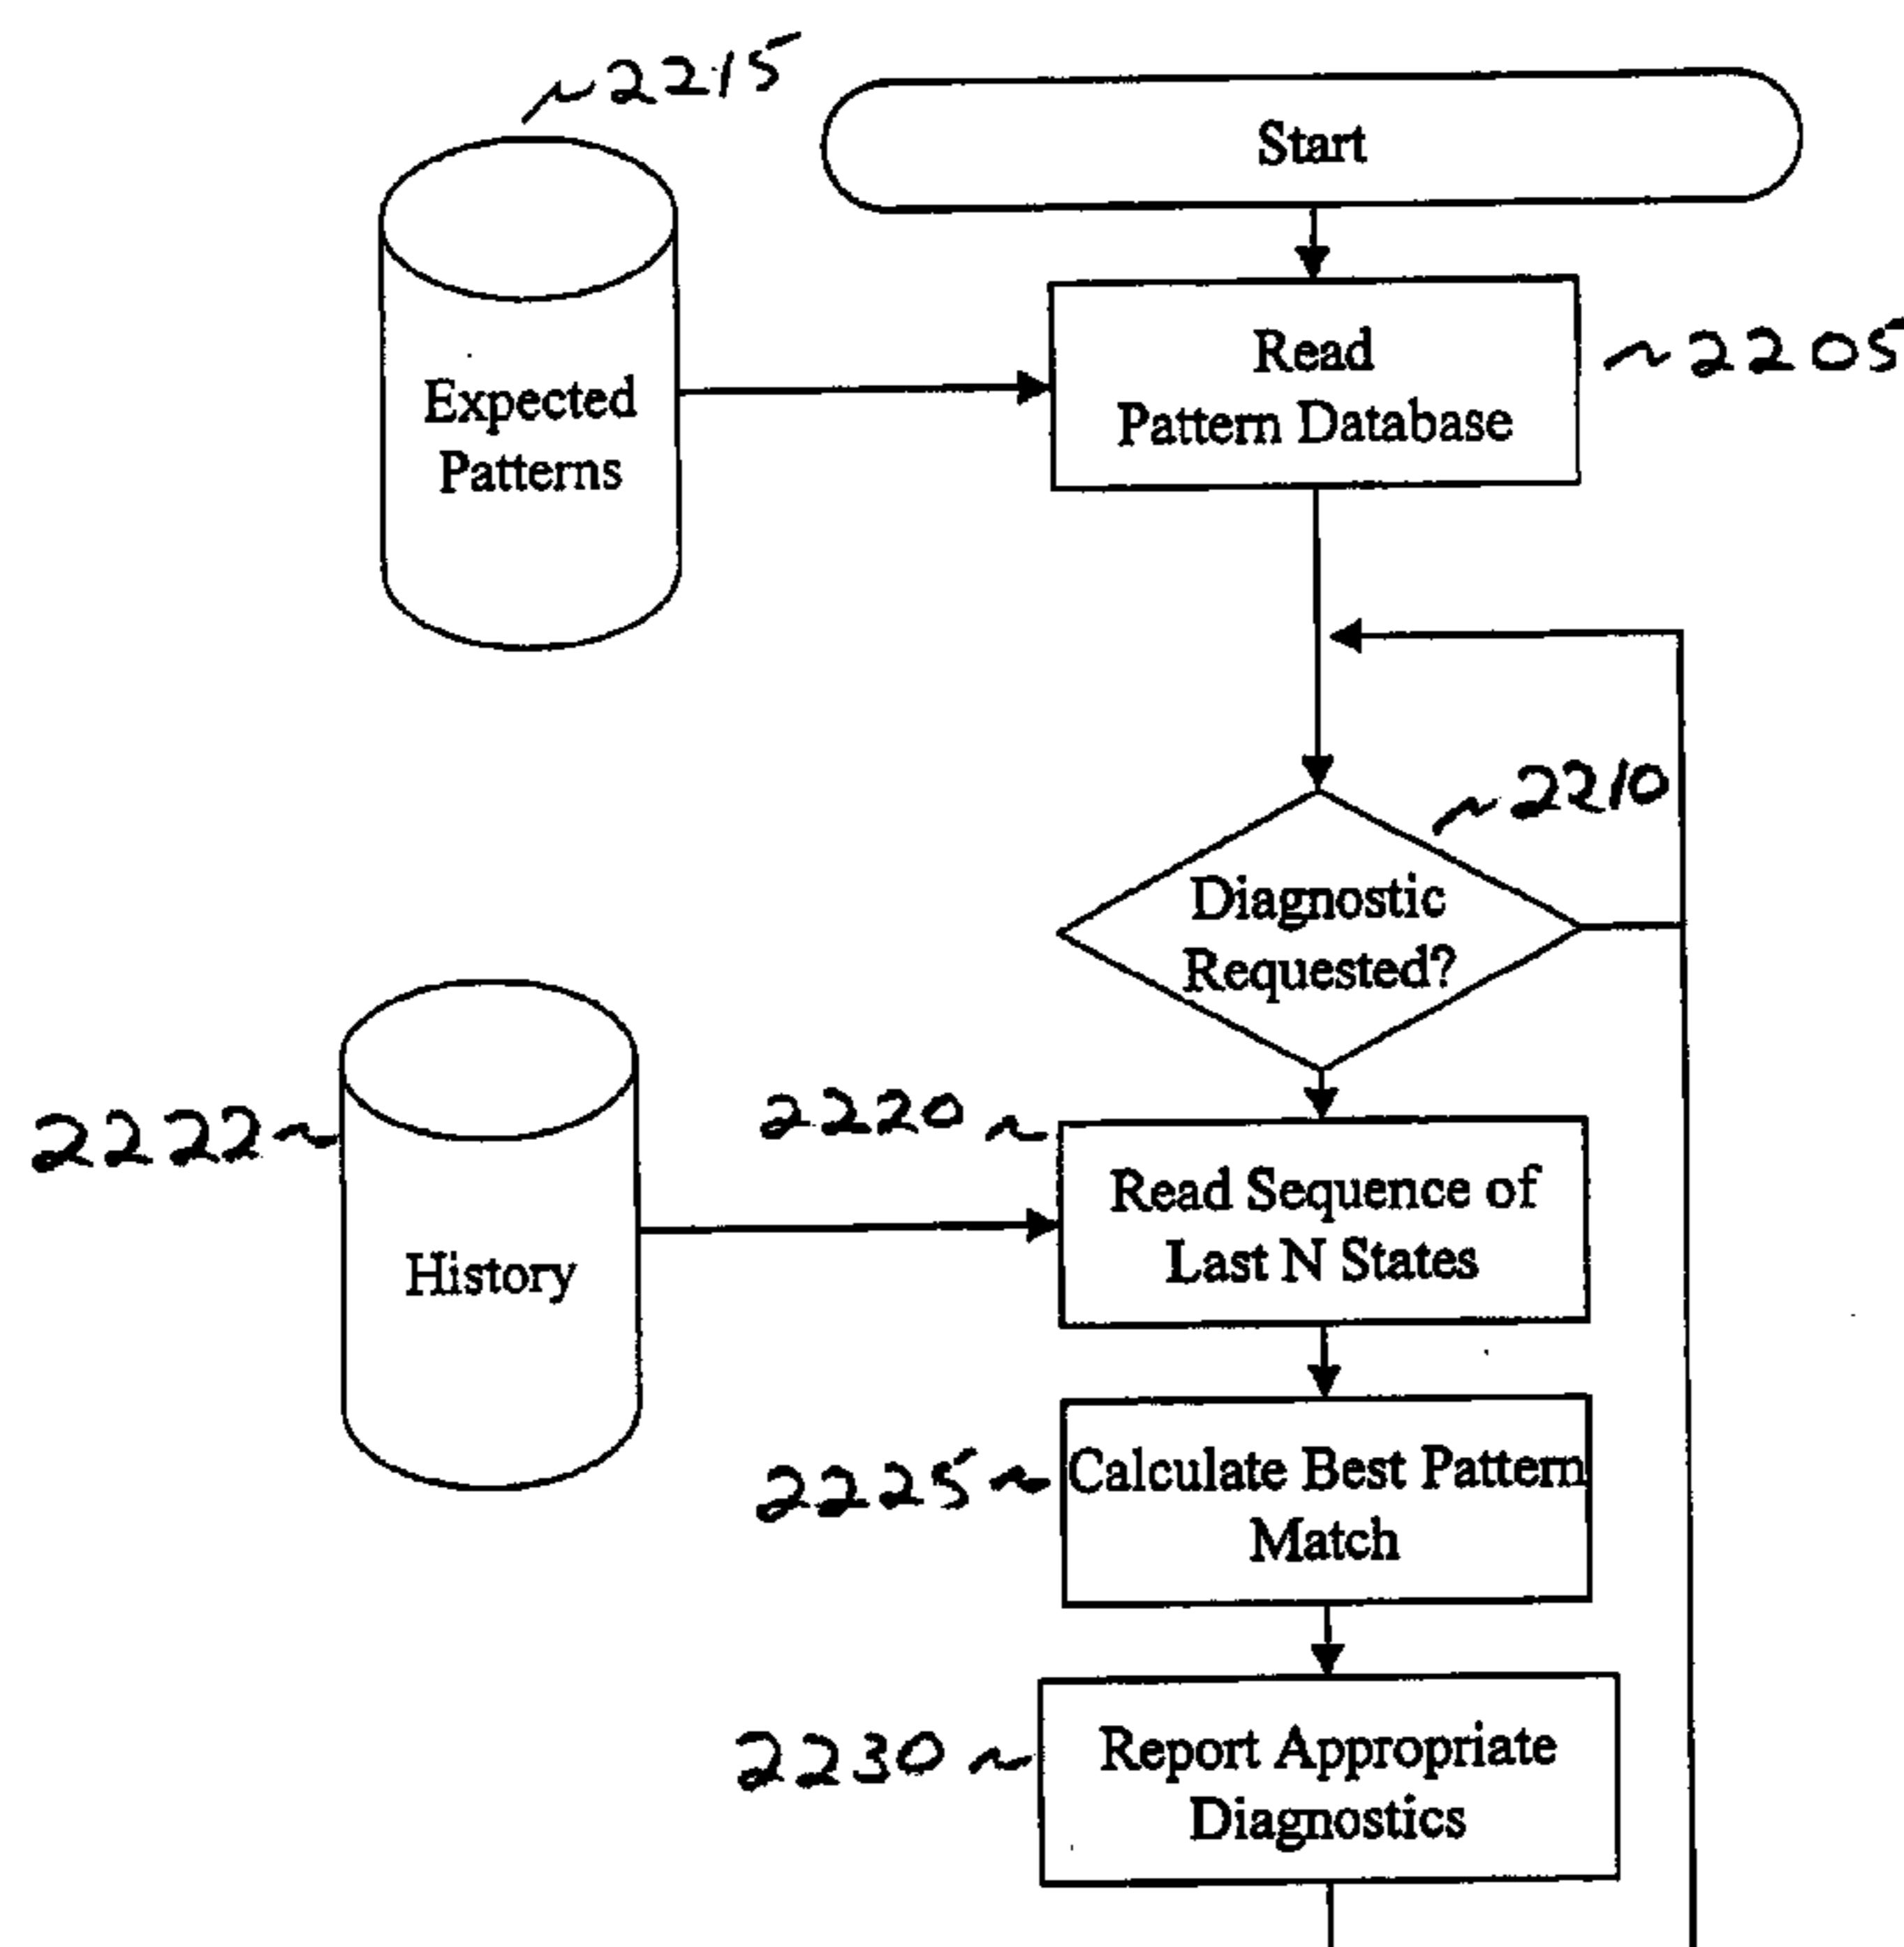 ~2215
Start
Read
Pattern Database
~2205
Expected
Patterns
~2210
Diagnostic
Requested?
2222~
History
2220~
Read Sequence of
Last N States
2225~
Calculate Best Pattern
Match
2230~
Report Appropriate
Diagnostics